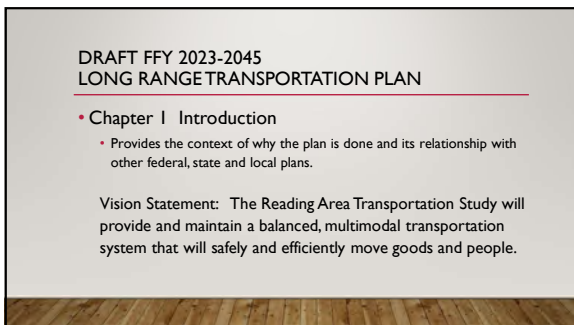 DRAFT FFY 2023-2045
LONG RANGE TRANSPORTATION PLAN
• Chapter 1 Introduction
• Provides the context of why the plan is done and its relationship with
other federal, state and local plans.
Vision Statement: The Reading Area Transportation Study will
provide and maintain a balanced, multimodal transportation
system that will safely and efficiently move goods and people.